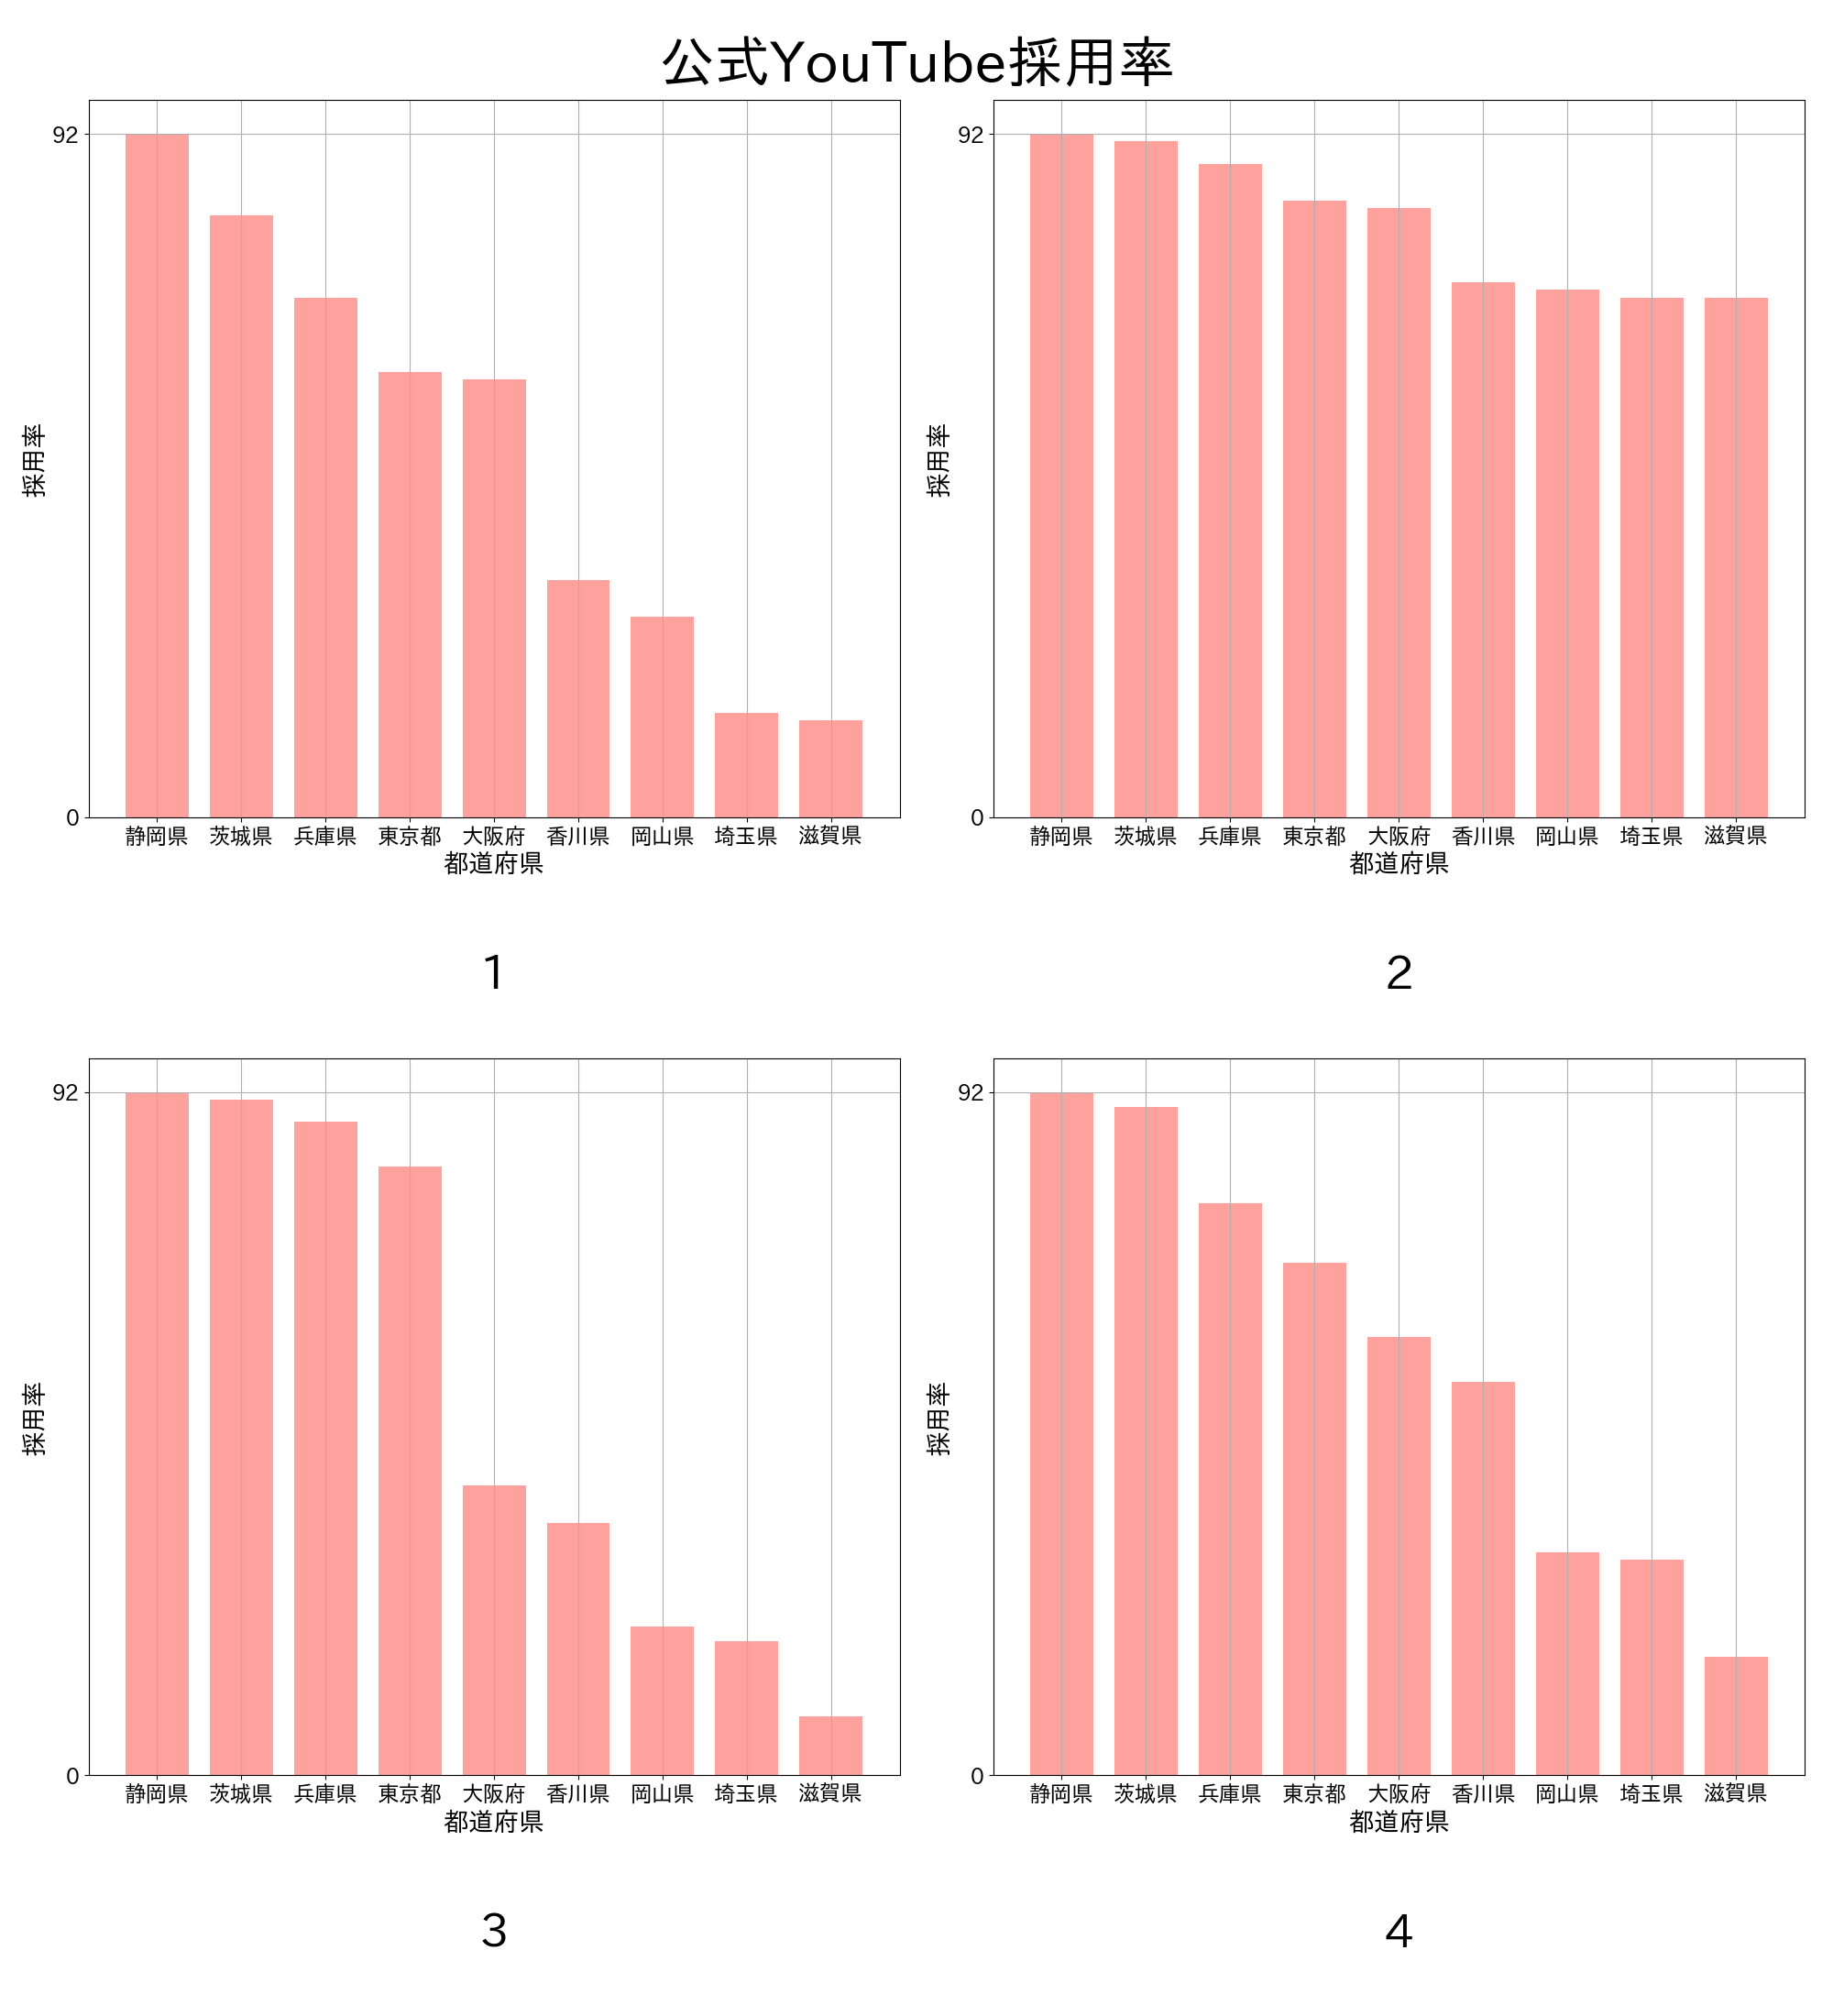 公式YouTube採用率
92
0
採用率
静岡県 茨城県 兵庫県 東京都 大阪府 香川県 岡山県 埼玉県 滋賀県
都道府県
1
92
0
採用率
静岡県 茨城県 兵庫県 東京都 大阪府 香川県 岡山県 埼玉県 滋賀県
都道府県
2
92
0
採用率
静岡県 茨城県 兵庫県 東京都 大阪府 香川県 岡山県 埼玉県 滋賀県
都道府県
3
92
0
採用率
静岡県 茨城県 兵庫県 東京都 大阪府 香川県 岡山県 埼玉県 滋賀県
都道府県
4